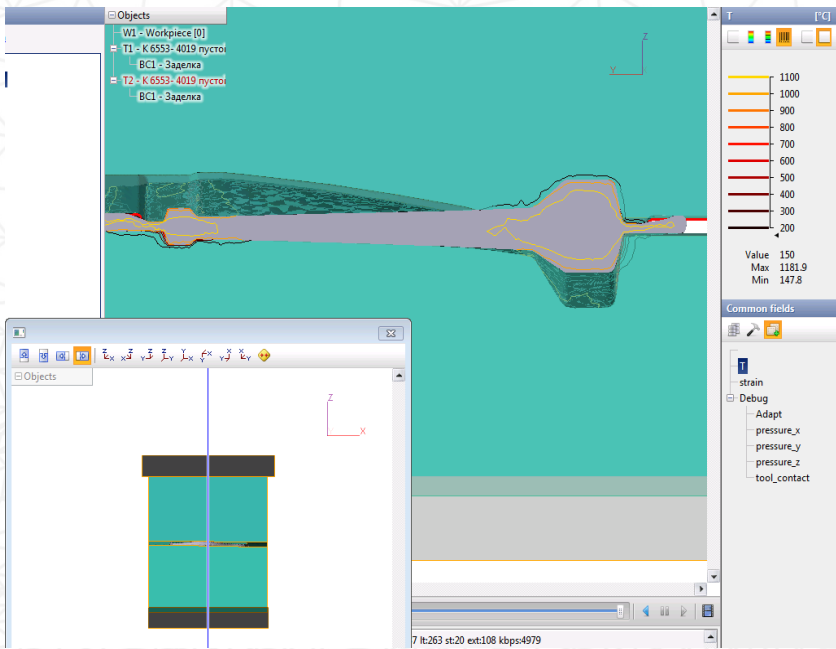 Objects
W1 - Workpiece [0]
T1 - К 6553- 4019 пустої
BC1 - Заделка
T2 - К 6553- 4019 пустої
BC1 - Заделка
Z
Y
T [°C]
1100
1000
900
800
700
600
500
400
300
200
Value 150
Max 1181.9
Min 147.8
Common fields
T
strain
Debug
Adapt
pressure_x
pressure_y
pressure_z
tool_contact
Objects
Z
X
7 lt:263 st:20 ext:108 kbps:4979